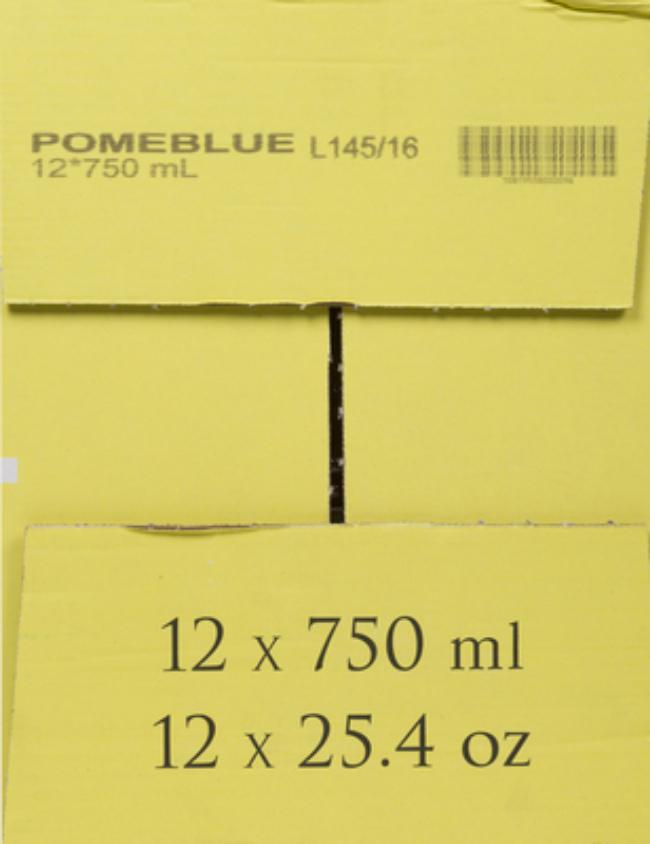 POMEBLUE L145/16
12*750 mL
12 x 750 ml
12 x 25.4 oz